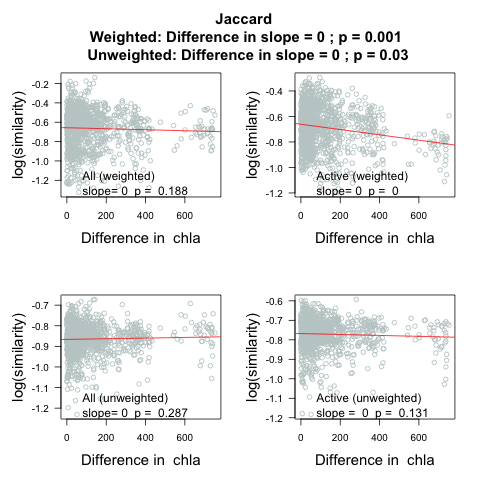 Jaccard
Weighted: Difference in slope = 0 ; p = 0.001
Unweighted: Difference in slope = 0 ; p = 0.03
log(similarity)
-0.2
-0.4
-0.6
-0.8
-1.0
-1.2
All (weighted)
slope= 0 p = 0.188
0 200 400 600
Difference in chla
log(similarity)
-0.4
-0.6
-0.8
-1.0
-1.2
Active (weighted)
slope= 0 p = 0
0 200 400 600
Difference in chla
log(similarity)
-0.7
-0.8
-0.9
-1.0
-1.1
-1.2
All (unweighted)
slope= 0 p = 0.287
0 200 400 600
Difference in chla
log(similarity)
-0.6
-0.7
-0.8
-0.9
-1.0
-1.1
-1.2
Active (unweighted)
slope= 0 p = 0.131
0 200 400 600
Difference in chla